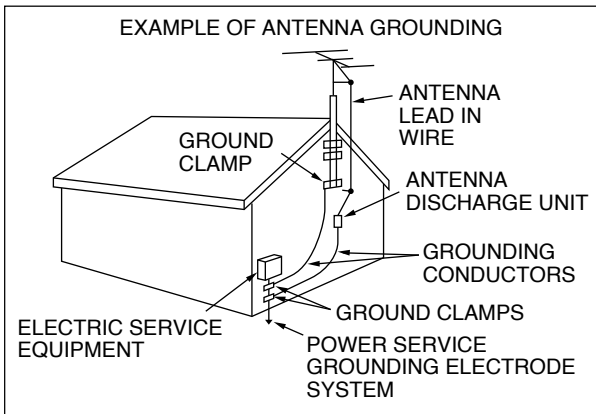 EXAMPLE OF ANTENNA GROUNDING
ANTENNA
LEAD IN
WIRE
GROUND
CLAMP
ANTENNA
DISCHARGE UNIT
GROUNDING
CONDUCTORS
GROUND CLAMPS
ELECTRIC SERVICE
EQUIPMENT
POWER SERVICE
GROUNDING ELECTRODE
SYSTEM